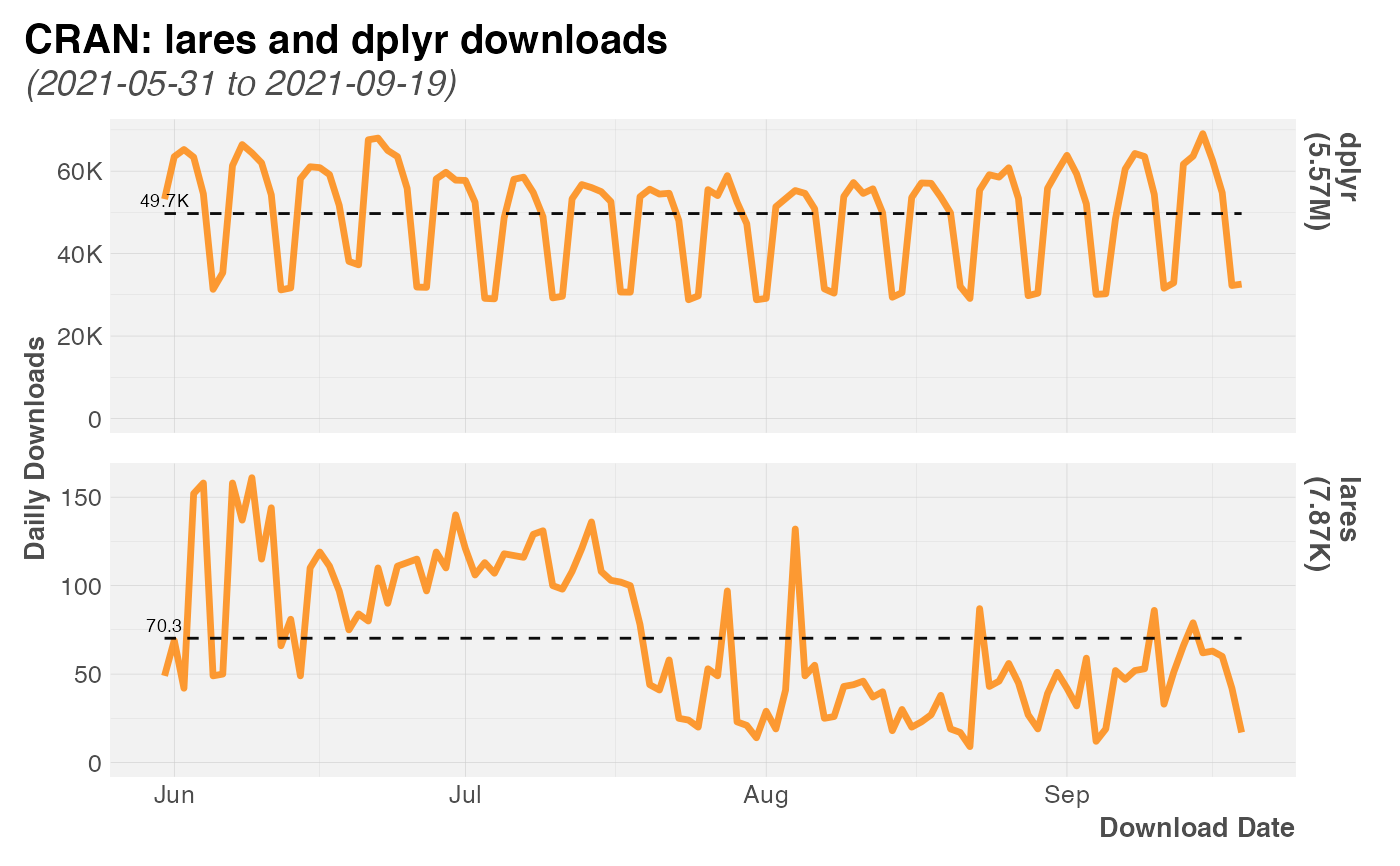 CRAN: lares and dplyr downloads
(2021-05-31 to 2021-09-19)
Dailly Downloads
60K
40K
20K
0
49.7K
dplyr
(5.57M)
150
100
50
0
70.3
lares
(7.87K)
Jun
Jul
Aug
Sep
Download Date